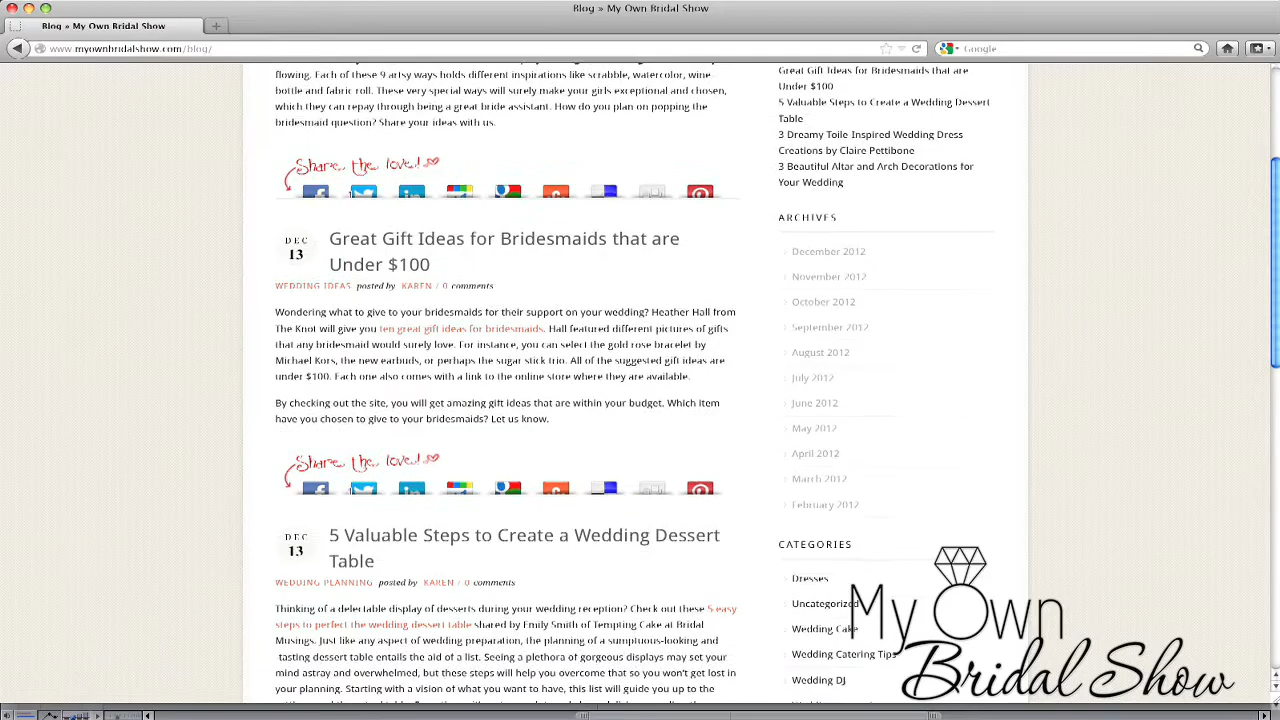 Blog » My Own Bridal Show
Blog » My Own Bridal Show
www.myownbridalshow.com/blog/
Google
flowing. Each of these 9 artsy ways holds different inspirations like scrabble, watercolor, wine
bottle and fabric roll. These very special ways will surely make your girls exceptional and chosen,
which they can repay through being a great bride assistant. How do you plan on popping the
bridesmaid question? Share your ideas with us.
Share the love!
DEC
13
Great Gift Ideas for Bridesmaids that are
Under $100
WEDDING IDEAS posted by KAREN / 0 comments
Wondering what to give to your bridesmaids for their support on your wedding? Heather Hall from
The Knot will give you ten great gift ideas for bridesmaids. Hall featured different pictures of gifts
that any bridesmaid would surely love. For instance, you can select the gold rose bracelet by
Michael Kors, the new earbuds, or perhaps the sugar stick trio. All of the suggested gift ideas are
under $100. Each one also comes with a link to the online store where they are available.
By checking out the site, you will get amazing gift ideas that are within your budget. Which item
have you chosen to give to your bridesmaids? Let us know.
Share the love!
DEC
13
5 Valuable Steps to Create a Wedding Dessert
Table
WEDDING PLANNING posted by KAREN / 0 comments
Thinking of a delectable display of desserts during your wedding reception? Check out these 5 easy
steps to perfect the wedding dessert table shared by Emily Smith of Tempting Cake at Bridal
Musings. Just like any aspect of wedding preparation, the planning of a sumptuous-looking and
-tasting dessert table entails the aid of a list. Seeing a plethora of gorgeous displays may set your
mind astray and overwhelmed, but these steps will help you overcome that so you won't get lost in
your planning. Starting with a vision of what you want to have, this list will guide you up to the
Great Gift Ideas for Bridesmaids that are
Under $100
5 Valuable Steps to Create a Wedding Dessert
Table
3 Dreamy Toile-Inspired Wedding Dress
Creations by Claire Pettibone
3 Beautiful Altar and Arch Decorations for
Your Wedding
ARCHIVES
December 2012
November 2012
October 2012
September 2012
August 2012
July 2012
June 2012
May 2012
April 2012
March 2012
February 2012
CATEGORIES
Dresses
Uncategorized
Wedding Cake
Wedding Catering Tips
Wedding DJ
My Own
Bridal Show